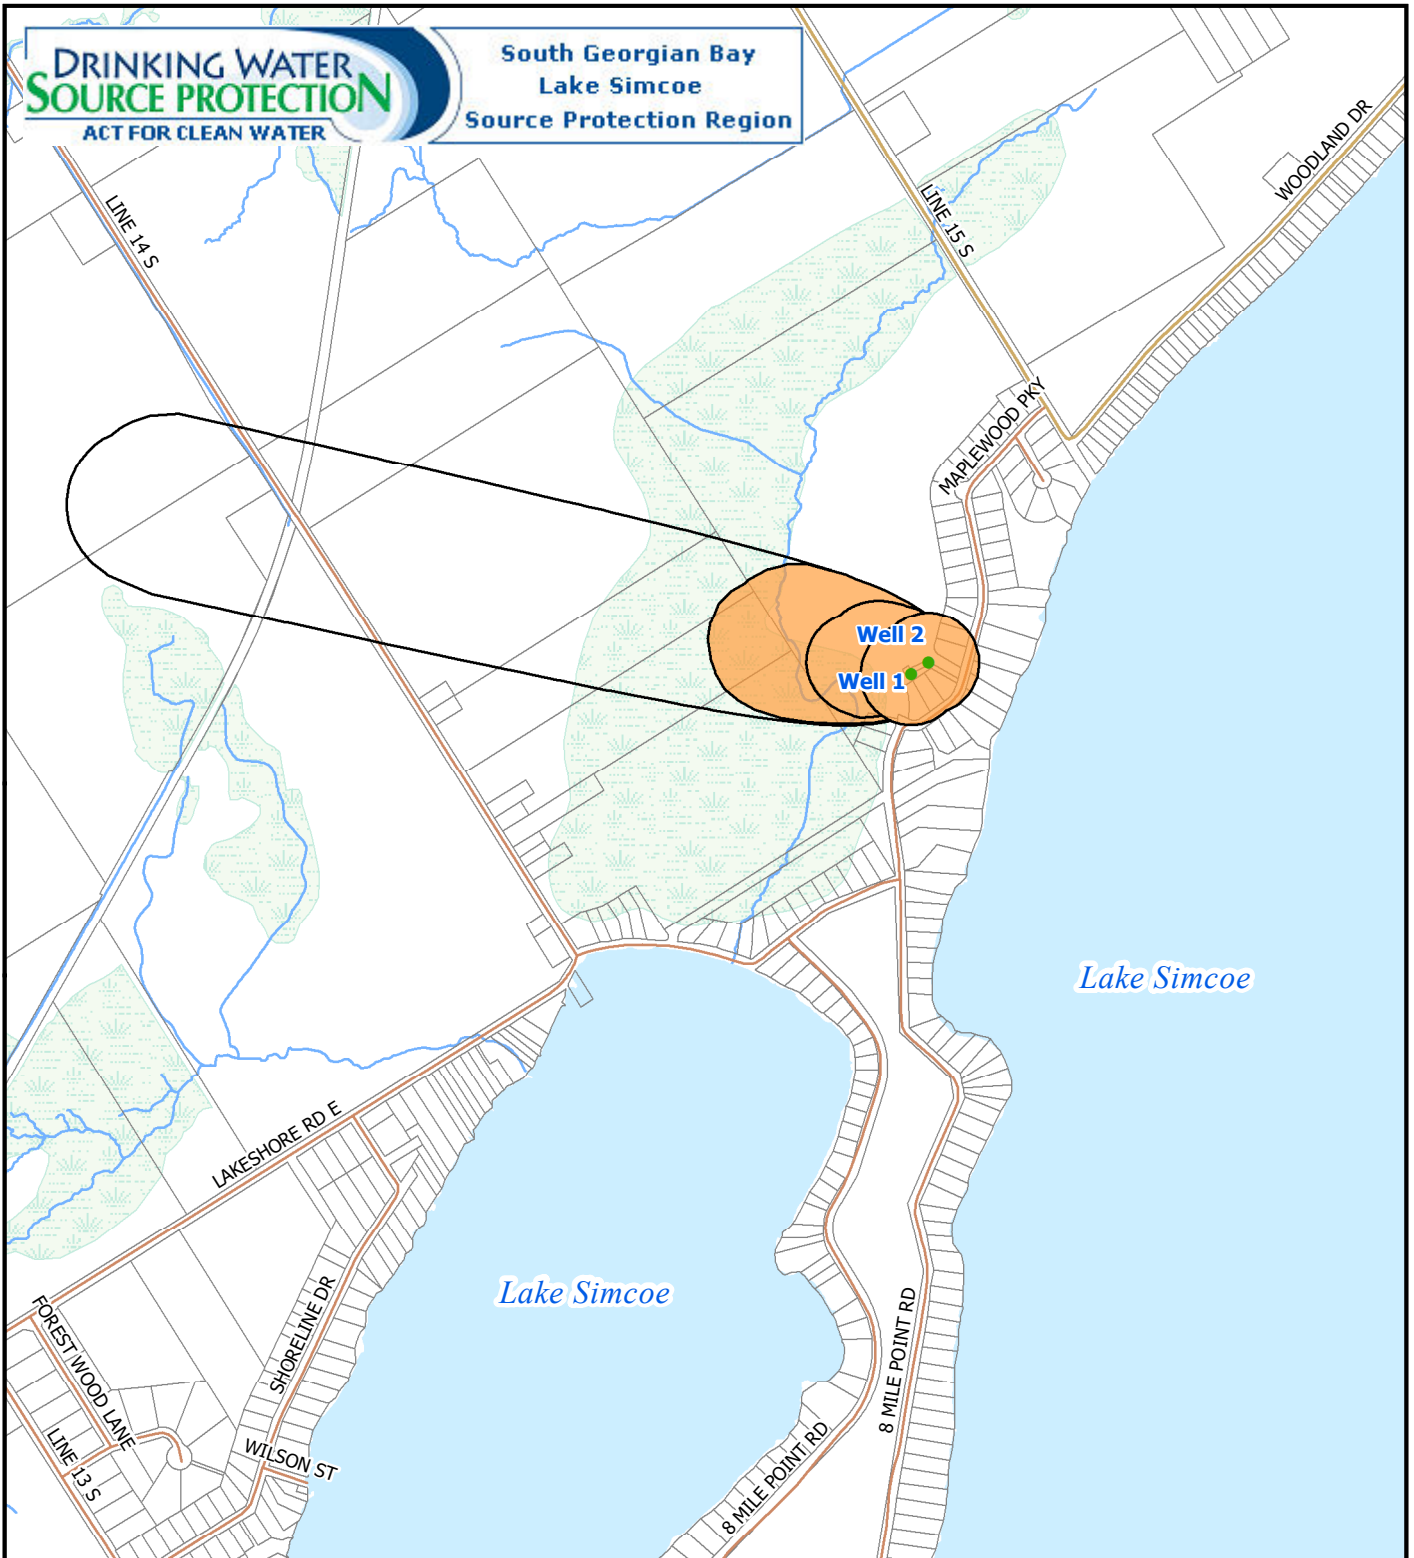 DRINKING WATER
SOURCE PROTECTION
ACT FOR CLEAN WATER
South Georgian Bay
Lake Simcoe
Source Protection Region
WOODLAND DR
LINE 14 S
LINE 15 S
MAPLEWOOD PKY
Well 2
Well 1
Lake Simcoe
LAKESHORE RD E
Lake Simcoe
SHORELINE DR
8 MILE POINT RD
FOREST WOOD LANE
LINE 13 S
WILSON ST
8 MILE POINT RD